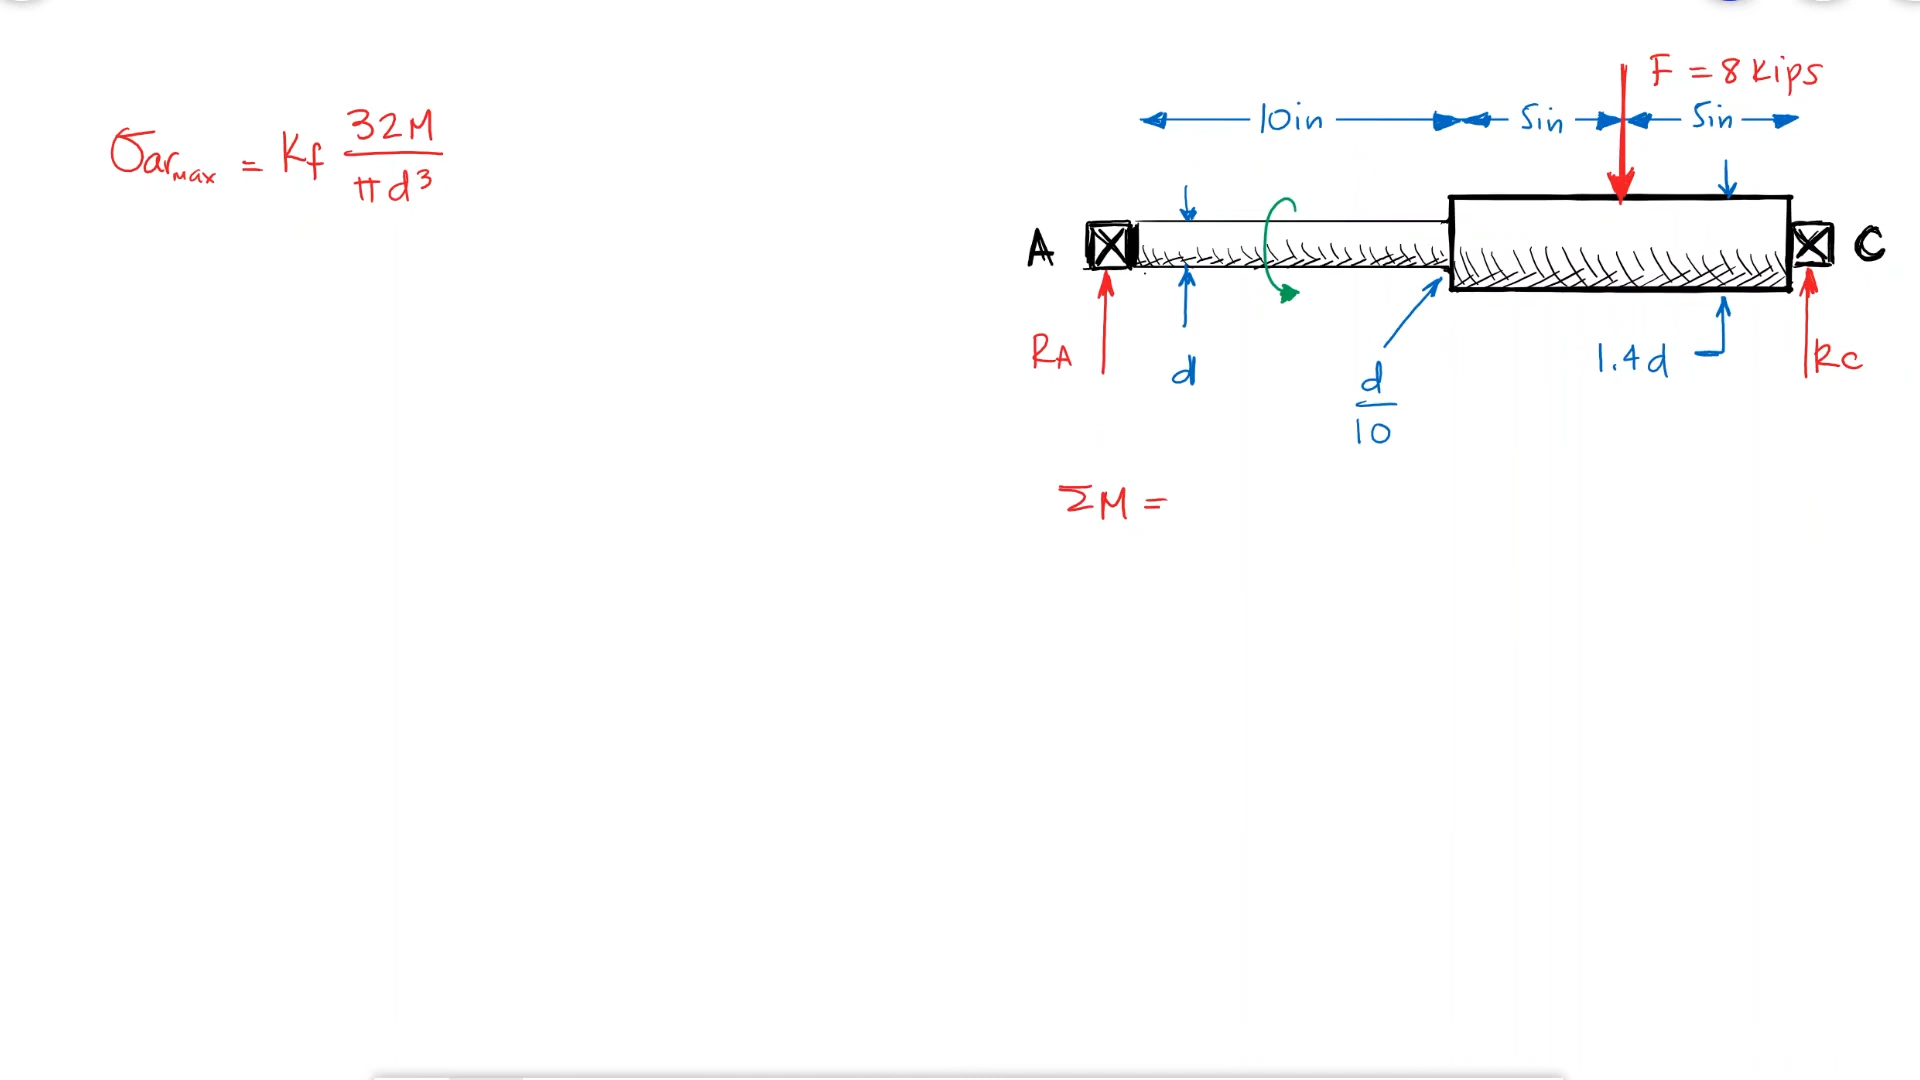 F = 8 kips
10in 5in 5in
σar_MAX = Kf 32M / πd³
A C
RA d d/10 1.4d RC
ΣM =